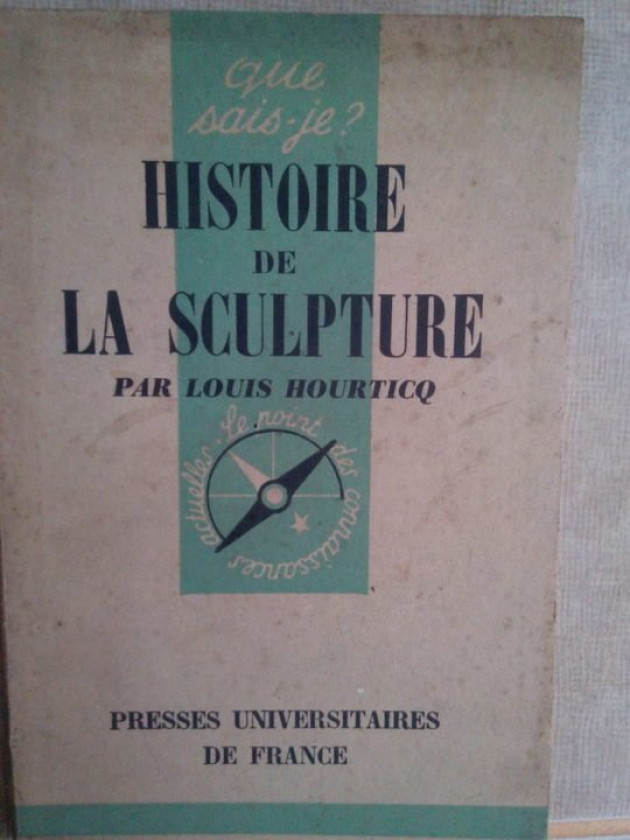 que
sais-je?
HISTOIRE
DE
LA SCULPTURE
PAR LOUIS HOURTICQ
Le point des connaissances actuelles.
PRESSES UNIVERSITAIRES
DE FRANCE